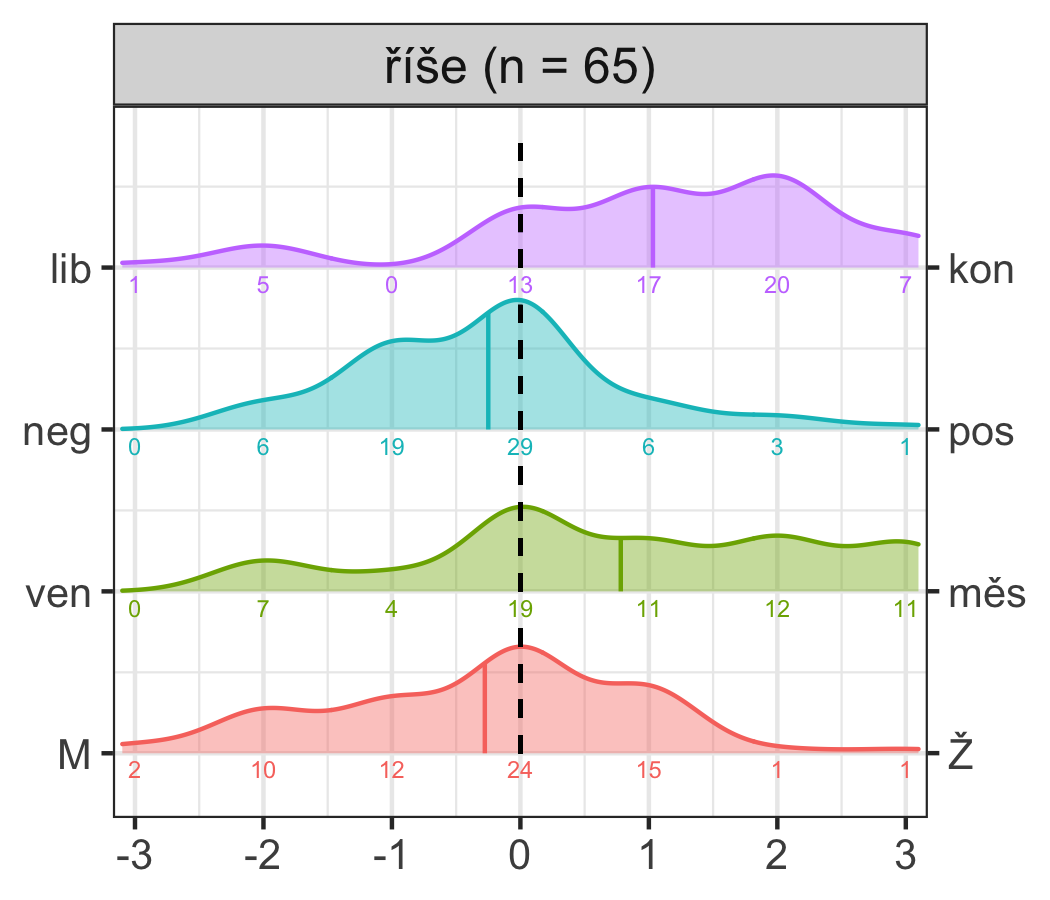 říše (n = 65)
lib kon
1 5 0 13 17 20 7
neg pos
0 6 19 29 6 3 1
ven měs
0 7 4 19 11 12 11
M Ž
2 10 12 24 15 1 1
-3 -2 -1 0 1 2 3